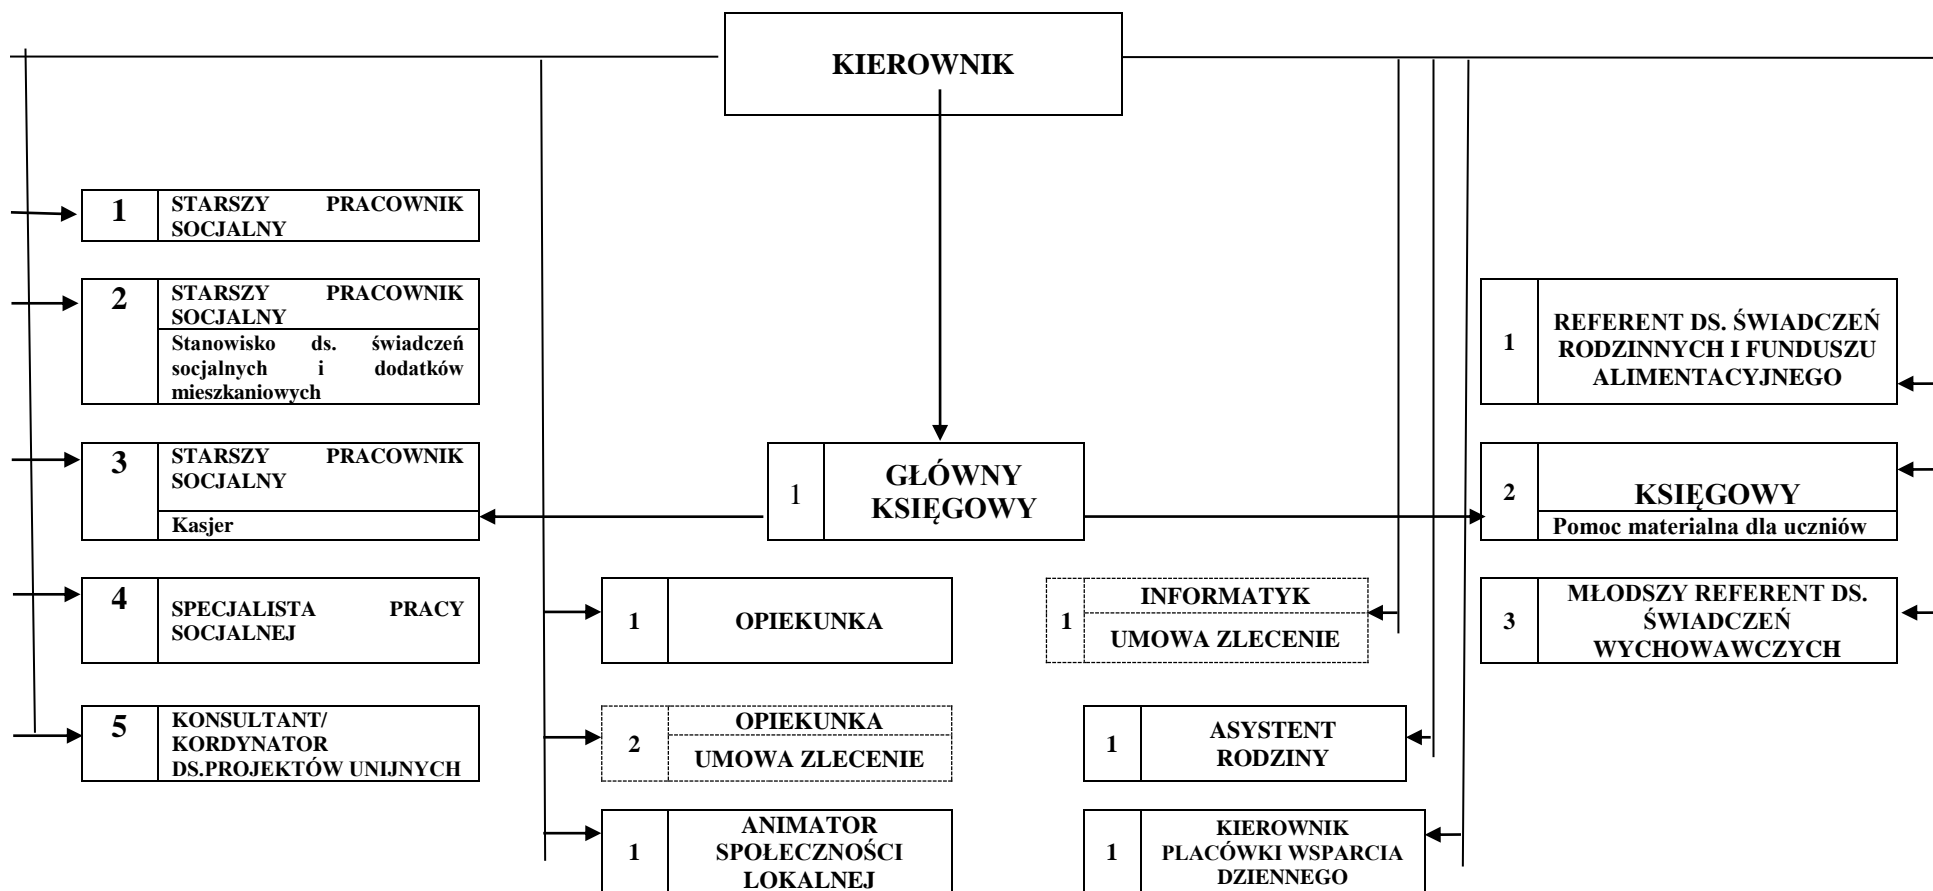 KIEROWNIK
1
STARSZY PRACOWNIK
SOCJALNY
2
STARSZY PRACOWNIK
SOCJALNY
Stanowisko ds. świadczeń
socjalnych i dodatków
mieszkaniowych
3
STARSZY PRACOWNIK
SOCJALNY
Kasjer
4
SPECJALISTA PRACY
SOCJALNEJ
5
KONSULTANT/
KORDYNATOR
DS.PROJEKTÓW UNIJNYCH
1
GŁÓWNY
KSIĘGOWY
1
OPIEKUNKA
2
OPIEKUNKA
UMOWA ZLECENIE
1
ANIMATOR
SPOŁECZNOŚCI
LOKALNEJ
1
INFORMATYK
UMOWA ZLECENIE
1
ASYSTENT
RODZINY
1
KIEROWNIK
PLACÓWKI WSPARCIA
DZIENNEGO
1
REFERENT DS. ŚWIADCZEŃ
RODZINNYCH I FUNDUSZU
ALIMENTACYJNEGO
2
KSIĘGOWY
Pomoc materialna dla uczniów
3
MŁODSZY REFERENT DS.
ŚWIADCZEŃ
WYCHOWAWCZYCH